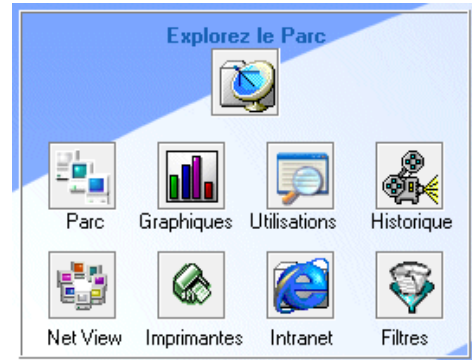 Explorez le Parc
Parc Graphiques Utilisations Historique
Net View Imprimantes Intranet Filtres